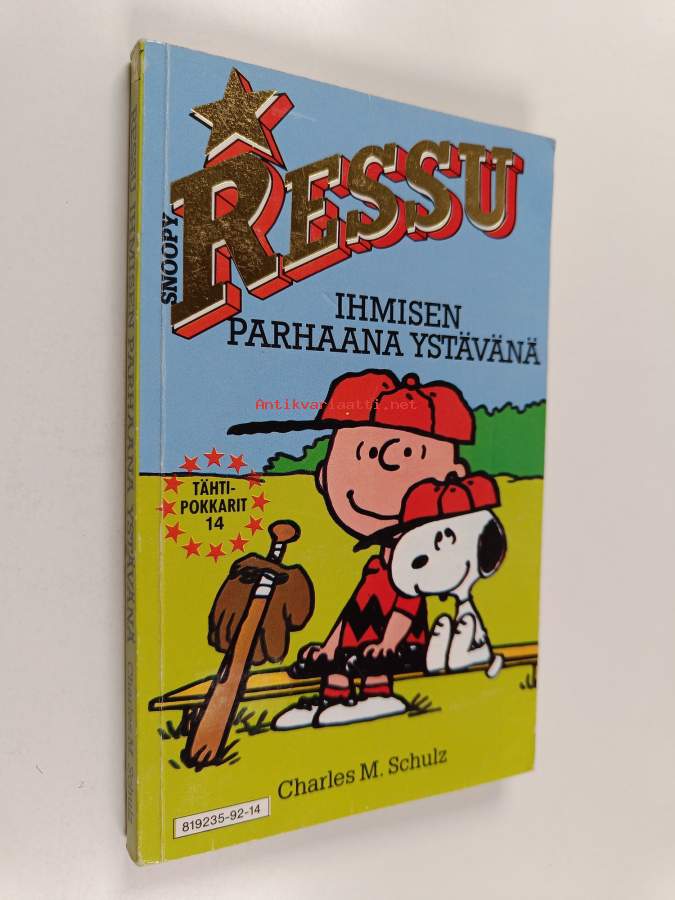 RESSU
SNOOPY
IHMISEN
PARHAANA YSTÄVÄNÄ
Antikvariaatti.net
TÄHTI-
POKKARIT
14
Charles M. Schulz
819235-92-14
RESSU IHMISEN PARHAANA YSTÄVÄNÄ Charles M. Schulz